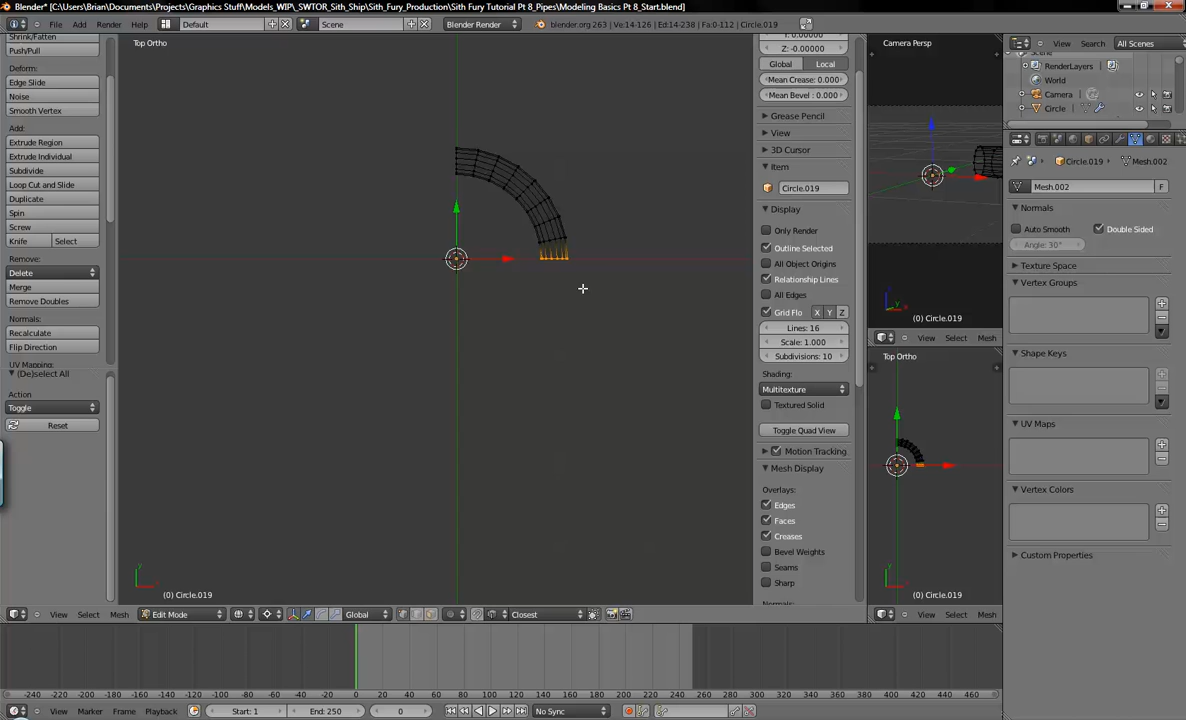 Blender* [C:\Users\Brian\Documents\Projects\Graphics Stuff\Models_WIP_SWTOR_Sith_Ship\Sith_Fury_Production\Sith Fury Tutorial Pt 8_Pipes\Modeling Basics Pt 8_Start.blend]
File Add Render Help Default Scene Blender Render blender.org 263 | Ve:14-126 | Ed:14-238 | Fa:0-112 | Circle.019 View Search All Scenes
Shrink/Fatten
Push/Pull
Deform:
Edge Slide
Noise
Smooth Vertex
Add:
Extrude Region
Extrude Individual
Subdivide
Loop Cut and Slide
Duplicate
Spin
Screw
Knife Select
Remove:
Delete
Merge
Remove Doubles
Normals:
Recalculate
Flip Direction
UV Mapping:
(De)select All
Action
Toggle
Reset
Top Ortho
(0) Circle.019
View Select Mesh Edit Mode Global Closest
Y: 0.00000
Z: -0.00000
Global Local
Mean Crease: 0.000
Mean Bevel : 0.000
Grease Pencil
View
3D Cursor
Item
Circle.019
Display
Only Render
Outline Selected
All Object Origins
Relationship Lines
All Edges
Grid Flo X Y Z
Lines: 16
Scale: 1.000
Subdivisions: 10
Shading:
Multitexture
Textured Solid
Toggle Quad View
Motion Tracking
Mesh Display
Overlays:
Edges
Faces
Creases
Bevel Weights
Seams
Sharp
Camera Persp
(0) Circle.019
View Select Mesh
Top Ortho
(0) Circle.019
View Select Mesh
Scene
RenderLayers
World
Camera
Circle
Circle.019 Mesh.002
Mesh.002 F
Normals
Auto Smooth Double Sided
Angle: 30°
Texture Space
Vertex Groups
Shape Keys
UV Maps
Vertex Colors
Custom Properties
-240 -220 -200 -180 -160 -140 -120 -100 -80 -60 -40 -20 0 20 40 60 80 100 120 140 160 180 200 220 240 260 280 300 320 340 360 380 400 420 440 460
View Marker Frame Playback Start: 1 End: 250 0 No Sync